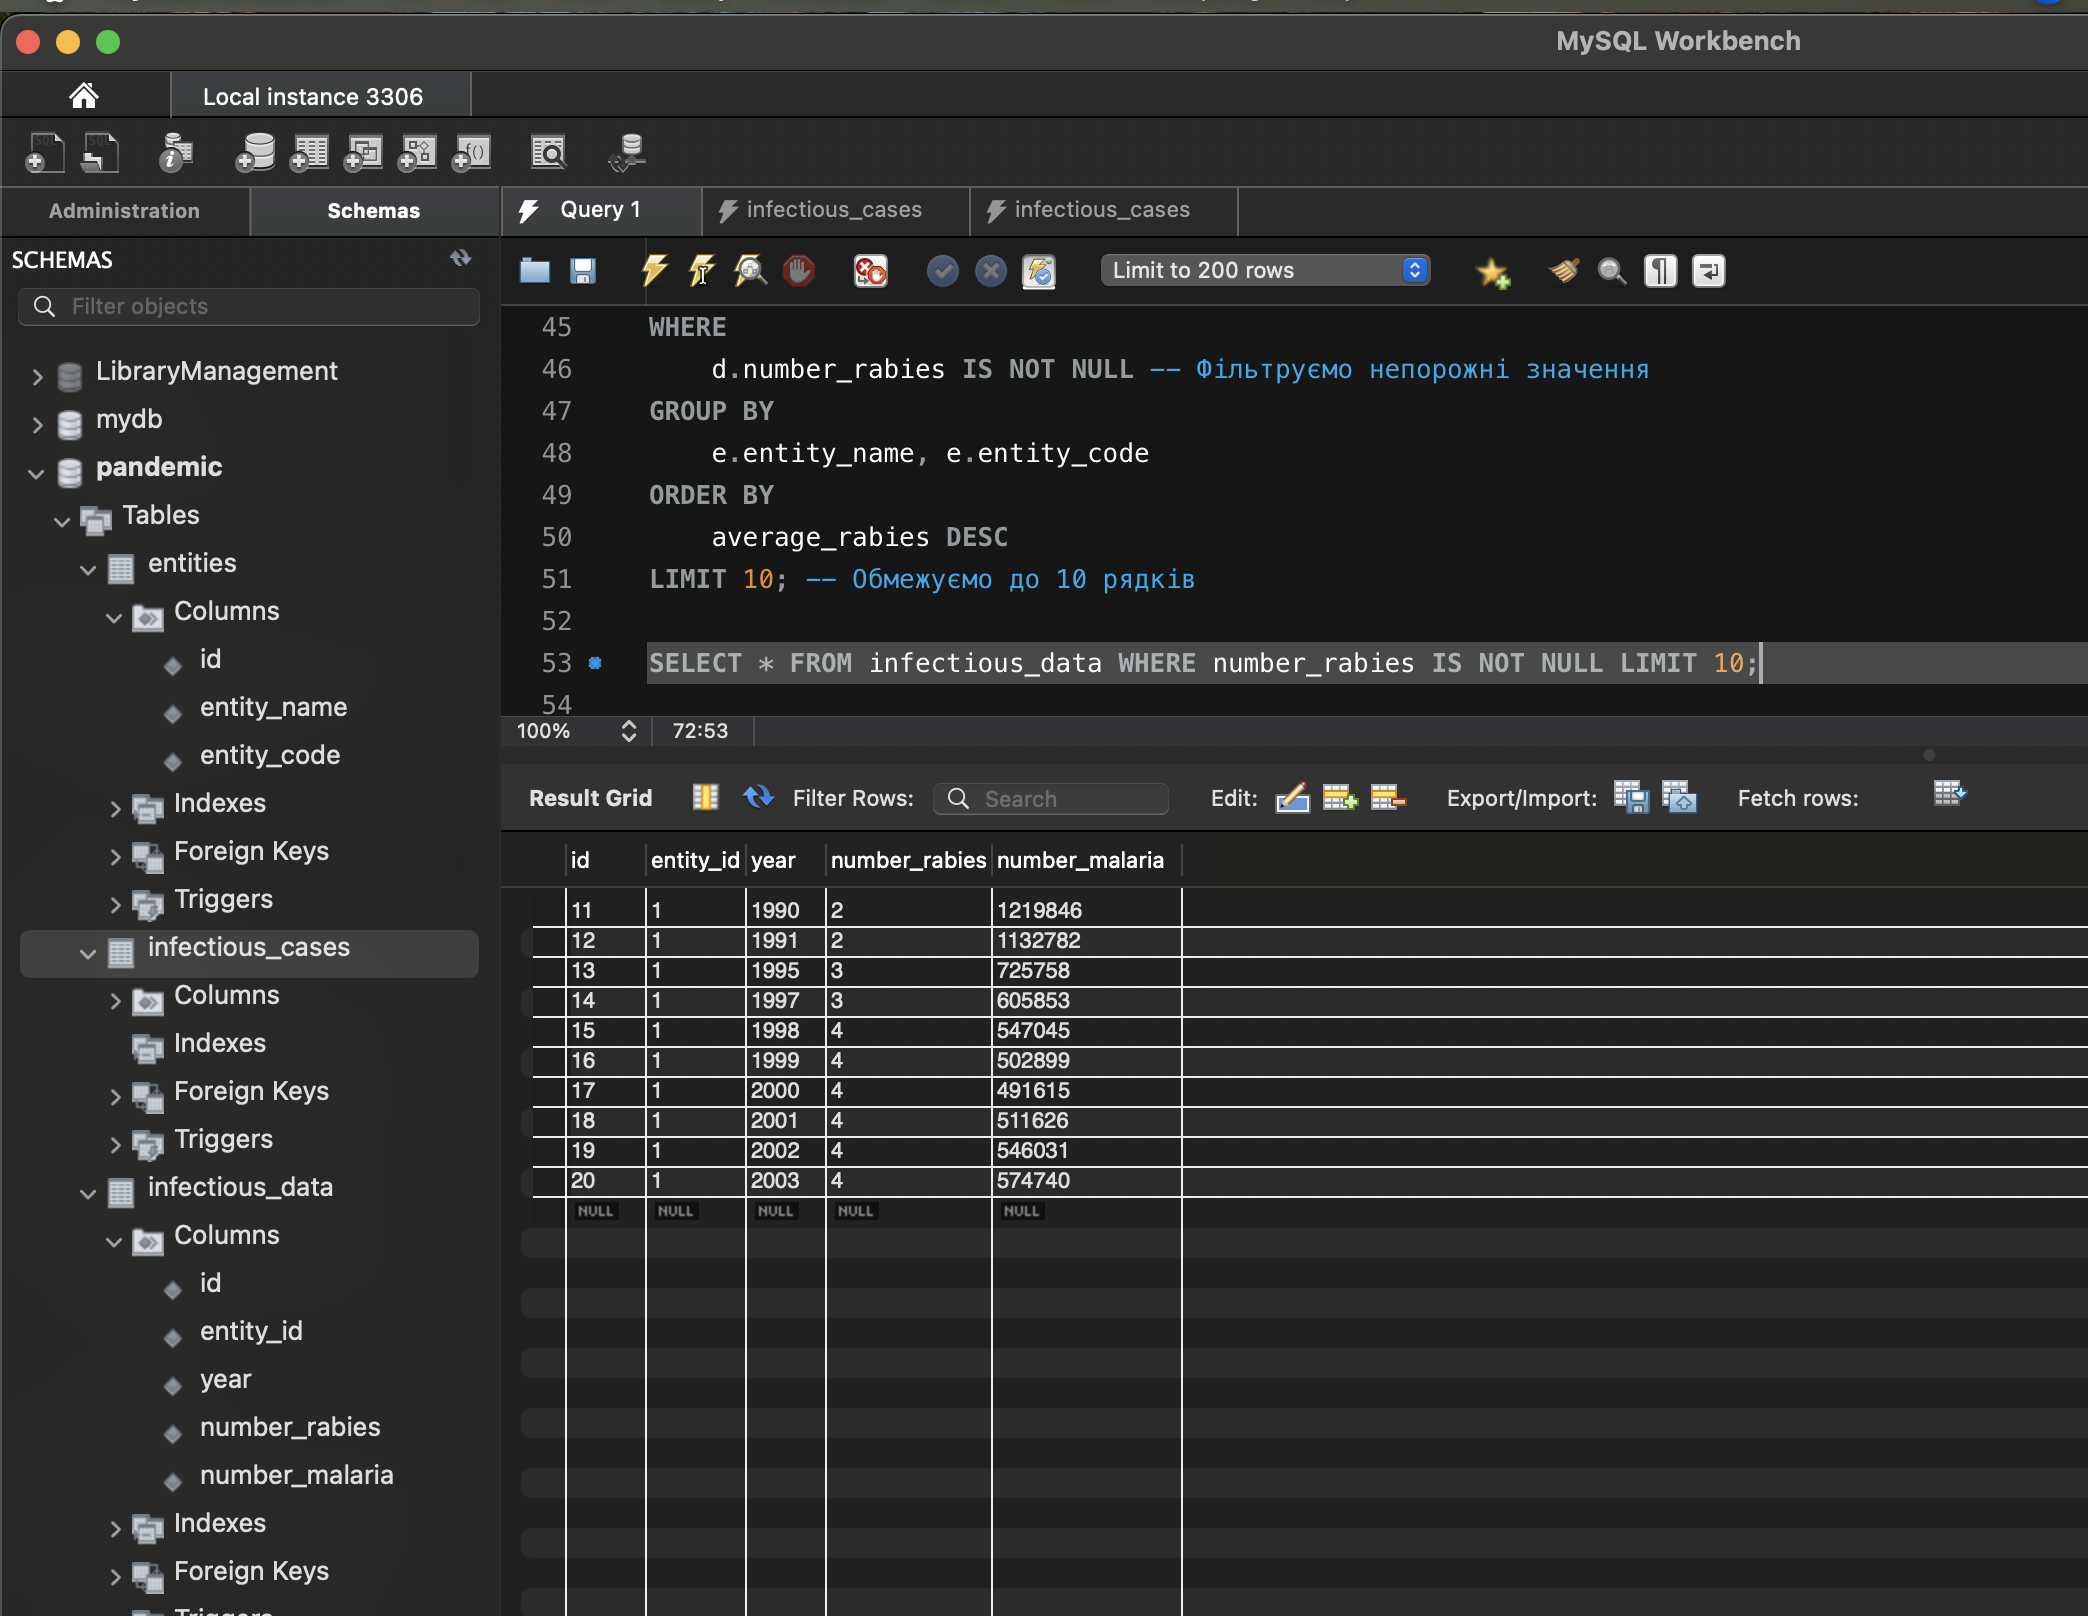 MySQL Workbench
Local instance 3306
Administration
Schemas
Query 1
infectious_cases
infectious_cases
SCHEMAS
Filter objects
Limit to 200 rows
LibraryManagement
mydb
pandemic
Tables
entities
Columns
id
entity_name
entity_code
Indexes
Foreign Keys
Triggers
infectious_cases
Columns
Indexes
Foreign Keys
Triggers
infectious_data
Columns
id
entity_id
year
number_rabies
number_malaria
Indexes
Foreign Keys
Triggers
45 WHERE
46 d.number_rabies IS NOT NULL -- Фільтруємо непорожні значення
47 GROUP BY
48 e.entity_name, e.entity_code
49 ORDER BY
50 average_rabies DESC
51 LIMIT 10; -- Обмежуємо до 10 рядків
52
53 SELECT * FROM infectious_data WHERE number_rabies IS NOT NULL LIMIT 10;
54
100% 72:53
Result Grid Filter Rows: Search Edit: Export/Import: Fetch rows:
id entity_id year number_rabies number_malaria
11 1 1990 2 1219846
12 1 1991 2 1132782
13 1 1995 3 725758
14 1 1997 3 605853
15 1 1998 4 547045
16 1 1999 4 502899
17 1 2000 4 491615
18 1 2001 4 511626
19 1 2002 4 546031
20 1 2003 4 574740
NULL NULL NULL NULL NULL